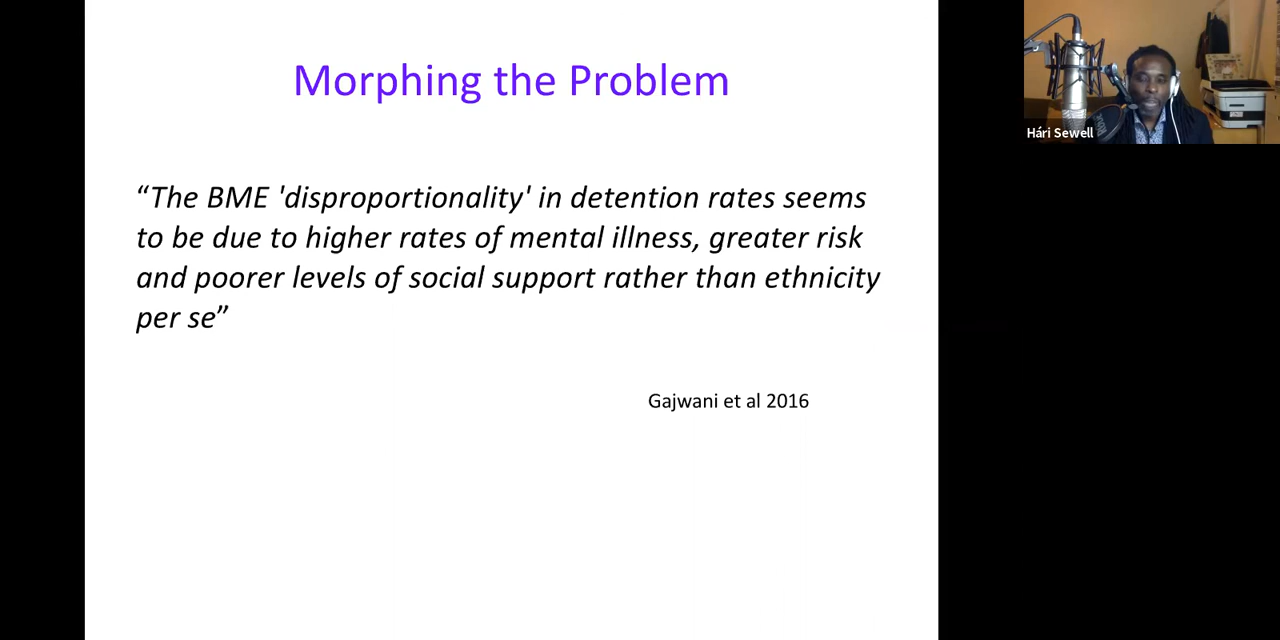 Morphing the Problem
“The BME 'disproportionality' in detention rates seems
to be due to higher rates of mental illness, greater risk
and poorer levels of social support rather than ethnicity
per se”
Gajwani et al 2016
Hári Sewell